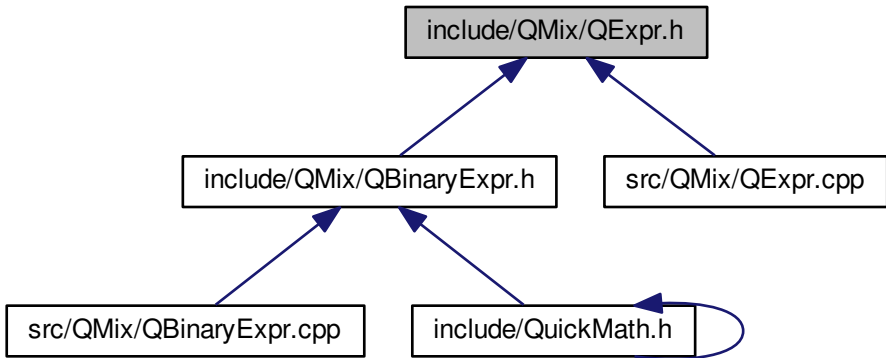 include/QMix/QExpr.h
include/QMix/QBinaryExpr.h
src/QMix/QExpr.cpp
src/QMix/QBinaryExpr.cpp
include/QuickMath.h